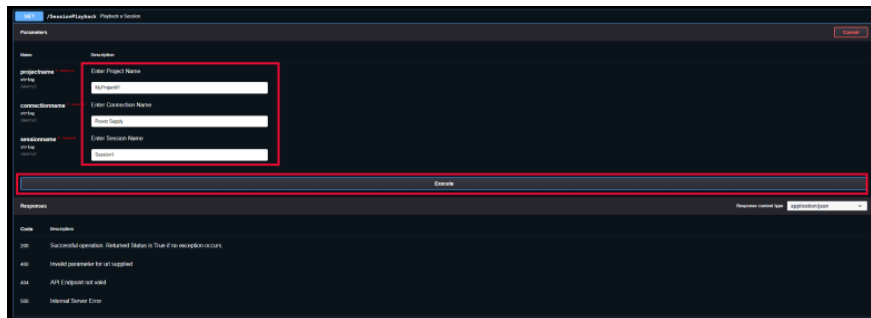 GET /SessionPlayback Playback a Session
Parameters Cancel
Name Description
projectname * required Enter Project Name
string
MyProject01
connectionname * required Enter Connection Name
string
Power Supply
sessionname * required Enter Session Name
string
Session1
Execute
Responses Response content type application/json
Code Description
200 Successful operation. Returned Status is True if no exception occurs.
400 Invalid parameter for url supplied
404 API Endpoint not valid
500 Internal Server Error